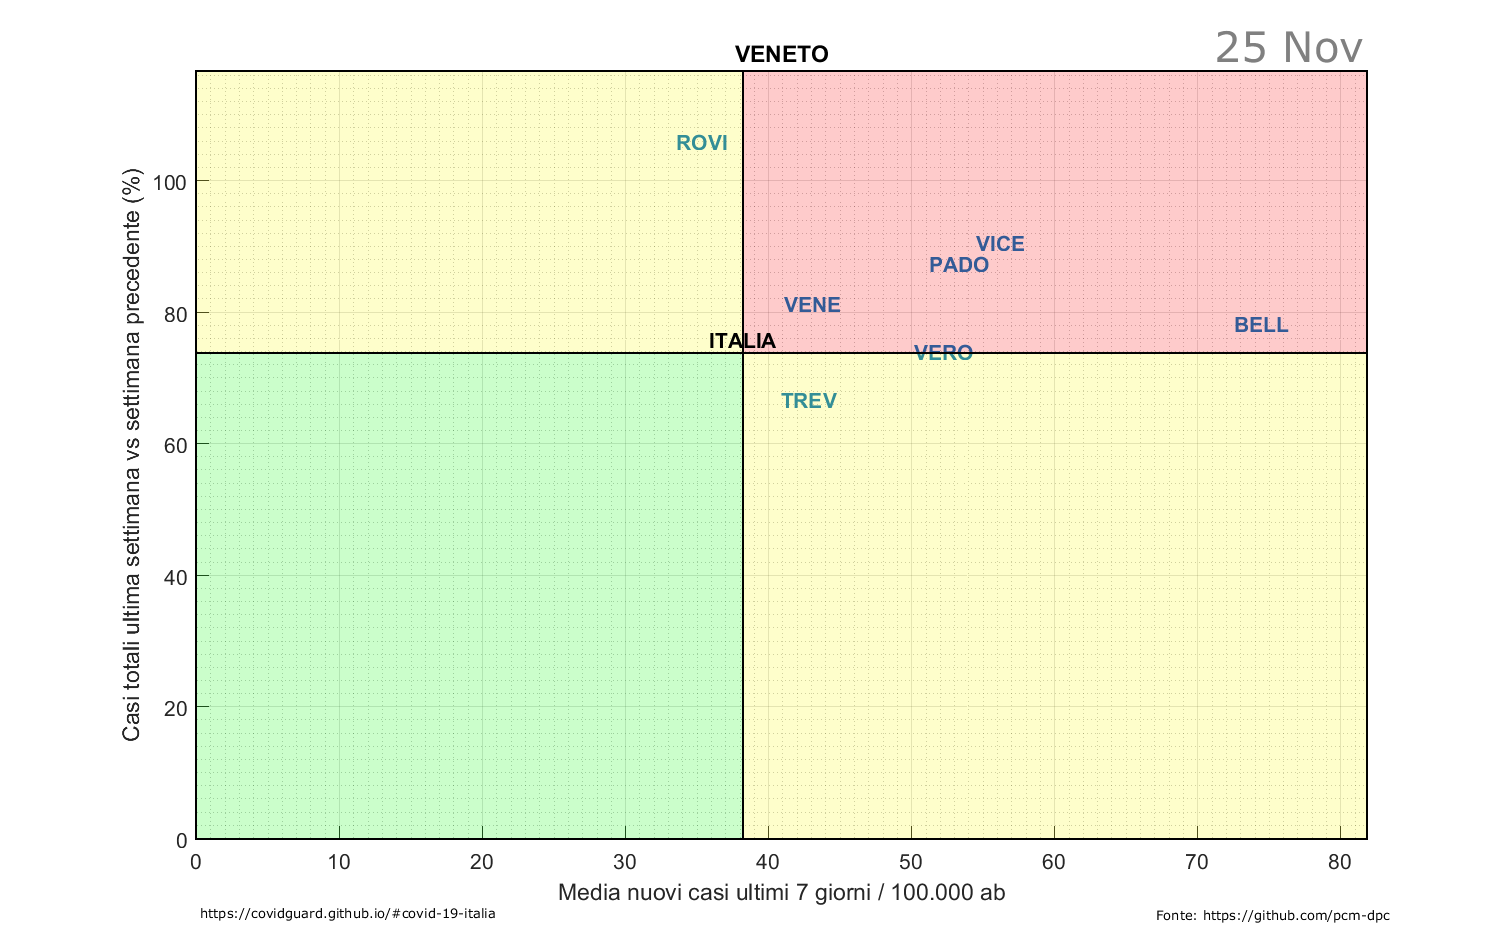 25 Nov
VENETO
ROVI
VICE
PADO
VENE
BELL
ITALIA
VERO
TREV
Casi totali ultima settimana vs settimana precedente (%)
100
80
60
40
20
0
0 10 20 30 40 50 60 70 80
Media nuovi casi ultimi 7 giorni / 100.000 ab
https://covidguard.github.io/#covid-19-italia
Fonte: https://github.com/pcm-dpc